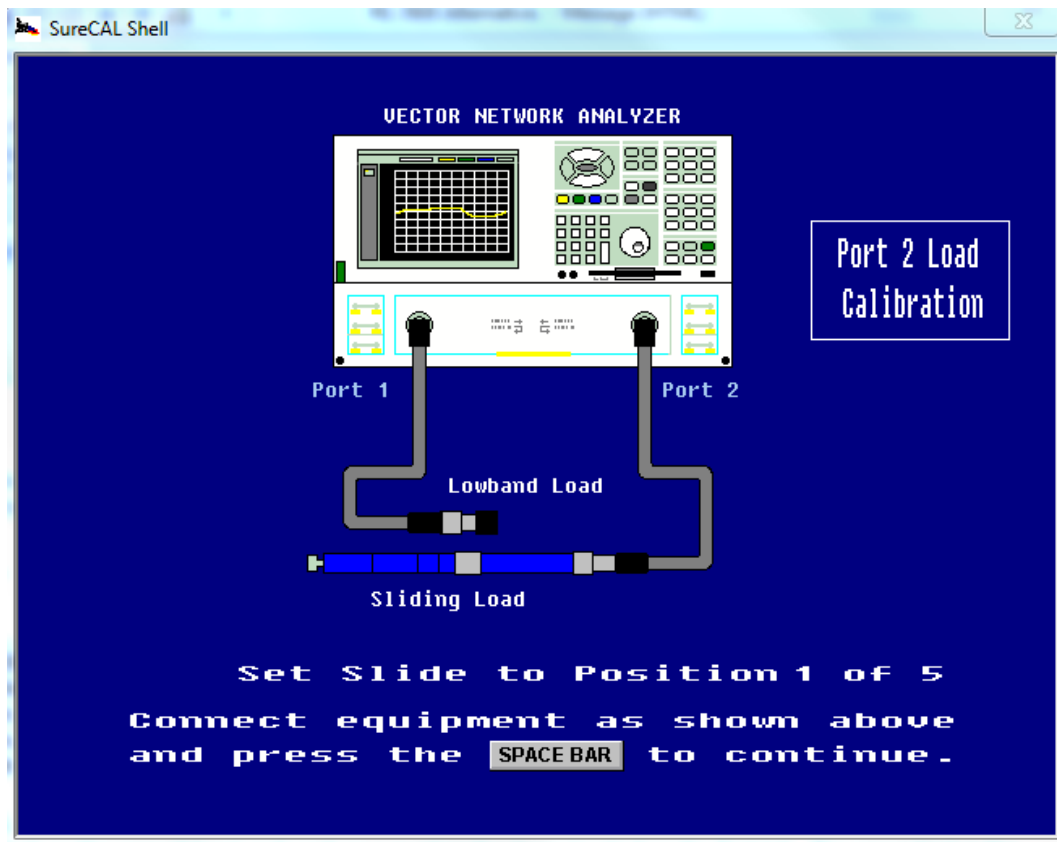 SureCAL Shell
VECTOR NETWORK ANALYZER
Port 2 Load
Calibration
Port 1
Port 2
Lowband Load
Sliding Load
Set Slide to Position 1 of 5
Connect equipment as shown above
and press the SPACE BAR to continue.